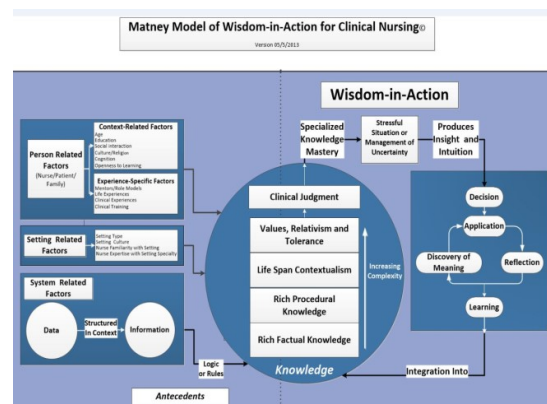 Matney Model of Wisdom-in-Action for Clinical Nursing©
Version 05/5/2013
Wisdom-in-Action
Person Related
Factors
(Nurse/Patient/
Family)
Context-Related Factors
Age
Education
Social Interaction
Culture/Religion
Cognition
Openness to Learning
Experience-Specific Factors
Mentors/Role Models
Life Experiences
Clinical Experiences
Clinical Training
Setting Related
Factors
Setting Type
Setting Culture
Nurse Familiarity with Setting
Nurse Expertise with Setting Specialty
System Related
Factors
Data
Structured
In Context
Information
Logic
or Rules
Antecedents
Specialized
Knowledge
Mastery
Stressful
Situation or
Management of
Uncertainty
Produces
Insight and
Intuition
Clinical Judgment
Values, Relativism and
Tolerance
Life Span Contextualism
Rich Procedural
Knowledge
Rich Factual Knowledge
Increasing
Complexity
Knowledge
Decision
Application
Discovery of
Meaning
Reflection
Learning
Integration Into